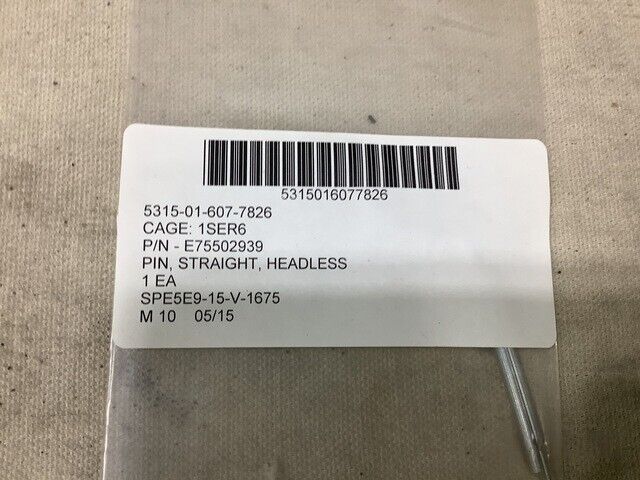 5315016077826
5315-01-607-7826
CAGE: 1SER6
P/N - E75502939
PIN, STRAIGHT, HEADLESS
1 EA
SPE5E9-15-V-1675
M 10 05/15